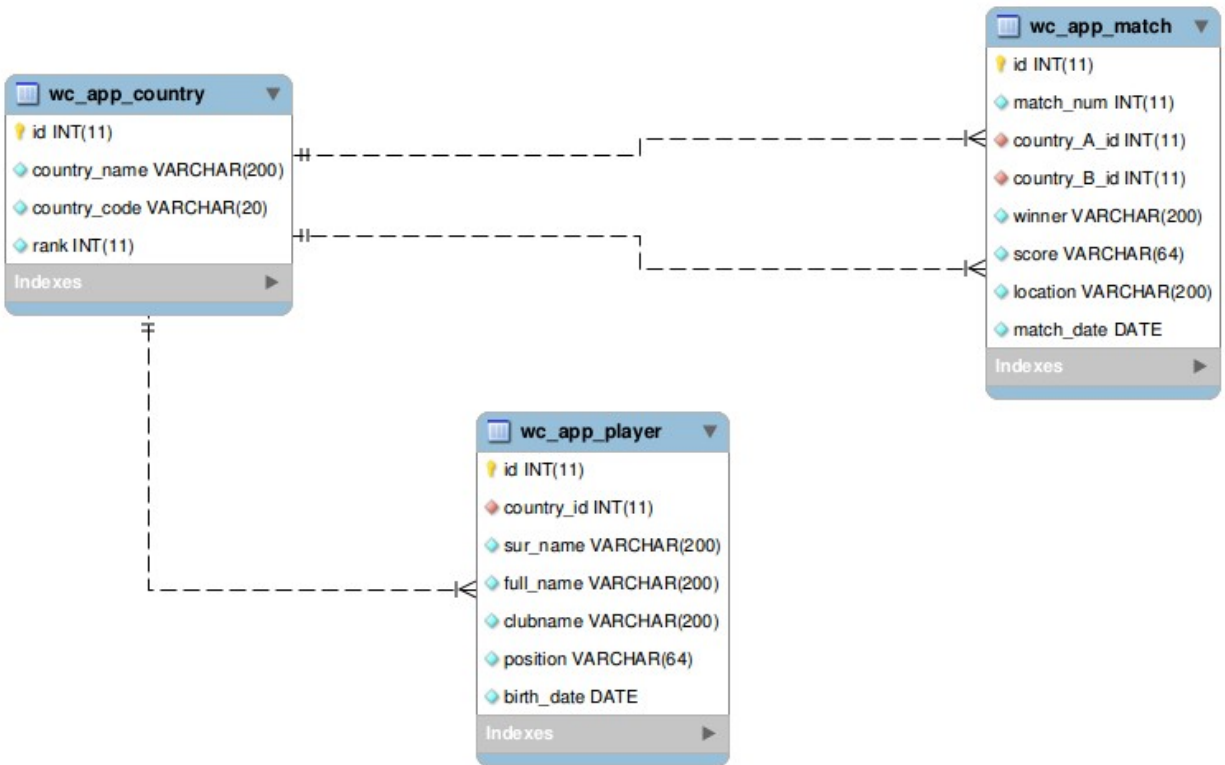 wc_app_country
id INT(11)
country_name VARCHAR(200)
country_code VARCHAR(20)
rank INT(11)
Indexes
wc_app_match
id INT(11)
match_num INT(11)
country_A_id INT(11)
country_B_id INT(11)
winner VARCHAR(200)
score VARCHAR(64)
location VARCHAR(200)
match_date DATE
Indexes
wc_app_player
id INT(11)
country_id INT(11)
sur_name VARCHAR(200)
full_name VARCHAR(200)
clubname VARCHAR(200)
position VARCHAR(64)
birth_date DATE
Indexes